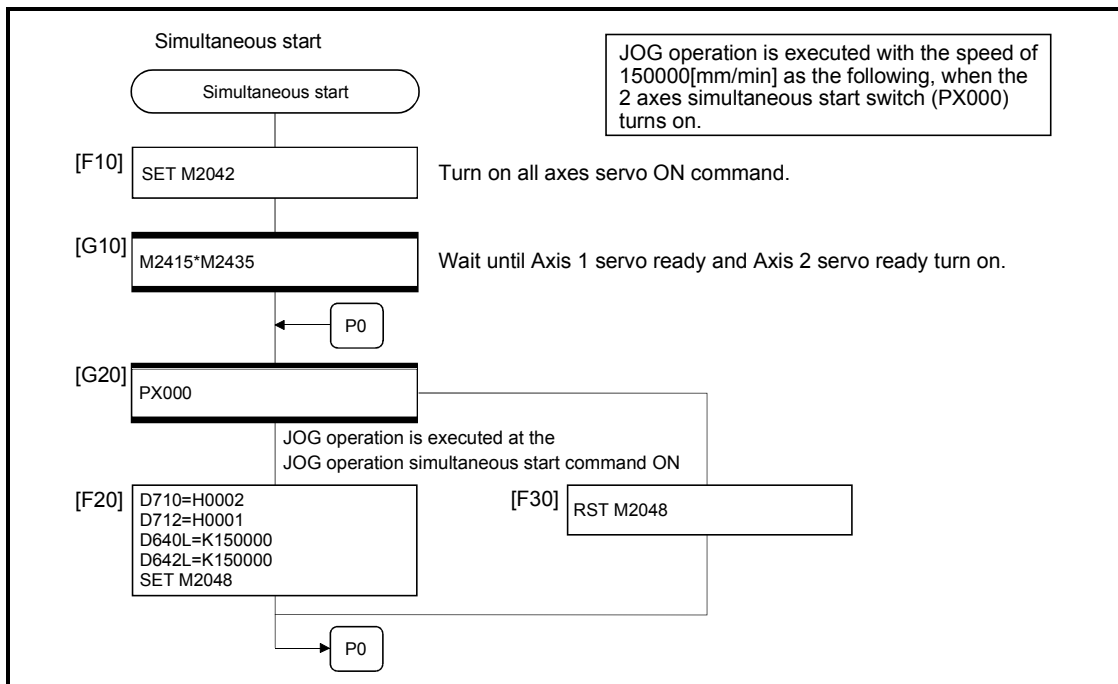 Simultaneous start
JOG operation is executed with the speed of
150000[mm/min] as the following, when the
2 axes simultaneous start switch (PX000)
turns on.
Simultaneous start
[F10]
SET M2042
Turn on all axes servo ON command.
[G10]
M2415*M2435
Wait until Axis 1 servo ready and Axis 2 servo ready turn on.
P0
[G20]
PX000
JOG operation is executed at the
JOG operation simultaneous start command ON
[F20]
D710=H0002
D712=H0001
D640L=K150000
D642L=K150000
SET M2048
[F30]
RST M2048
P0